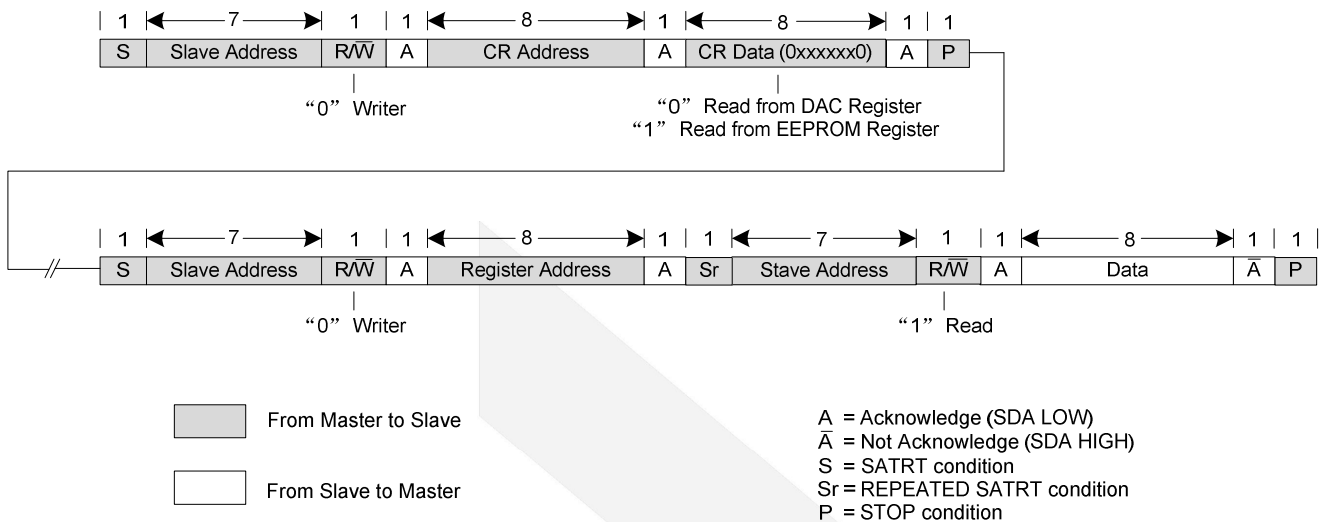 1 7 1 1 8 1 8 1 1
S Slave Address R/W̅ A CR Address A CR Data (0xxxxxx0) A P
“0” Writer
“0” Read from DAC Register
“1” Read from EEPROM Register
1 7 1 1 8 1 1 7 1 1 8 1 1
S Slave Address R/W̅ A Register Address A Sr Stave Address R/W̅ A Data A̅ P
“0” Writer
“1” Read
From Master to Slave
From Slave to Master
A = Acknowledge (SDA LOW)
A̅ = Not Acknowledge (SDA HIGH)
S = SATRT condition
Sr = REPEATED SATRT condition
P = STOP condition